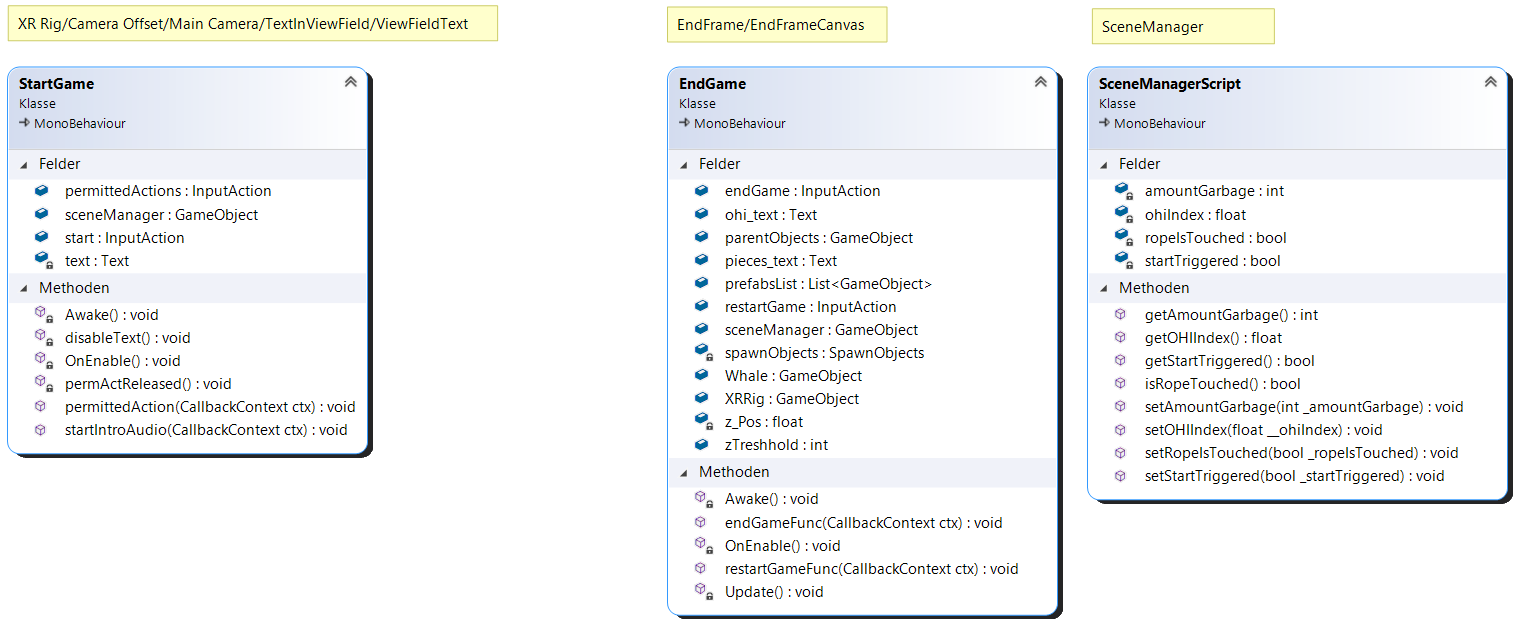 XR Rig/Camera Offset/Main Camera/TextInViewField/ViewFieldText
StartGame
Klasse
MonoBehaviour
Felder
permittedActions : InputAction
sceneManager : GameObject
start : InputAction
text : Text
Methoden
Awake() : void
disableText() : void
OnEnable() : void
permActReleased() : void
permittedAction(CallbackContext ctx) : void
startIntroAudio(CallbackContext ctx) : void
EndFrame/EndFrameCanvas
EndGame
Klasse
MonoBehaviour
Felder
endGame : InputAction
ohi_text : Text
parentObjects : GameObject
pieces_text : Text
prefabsList : List<GameObject>
restartGame : InputAction
sceneManager : GameObject
spawnObjects : SpawnObjects
Whale : GameObject
XRRig : GameObject
z_Pos : float
zTreshhold : int
Methoden
Awake() : void
endGameFunc(CallbackContext ctx) : void
OnEnable() : void
restartGameFunc(CallbackContext ctx) : void
Update() : void
SceneManager
SceneManagerScript
Klasse
MonoBehaviour
Felder
amountGarbage : int
ohiIndex : float
ropeIsTouched : bool
startTriggered : bool
Methoden
getAmountGarbage() : int
getOHIIndex() : float
getStartTriggered() : bool
isRopeTouched() : bool
setAmountGarbage(int _amountGarbage) : void
setOHIIndex(float __ohiIndex) : void
setRopeIsTouched(bool _ropeIsTouched) : void
setStartTriggered(bool _startTriggered) : void